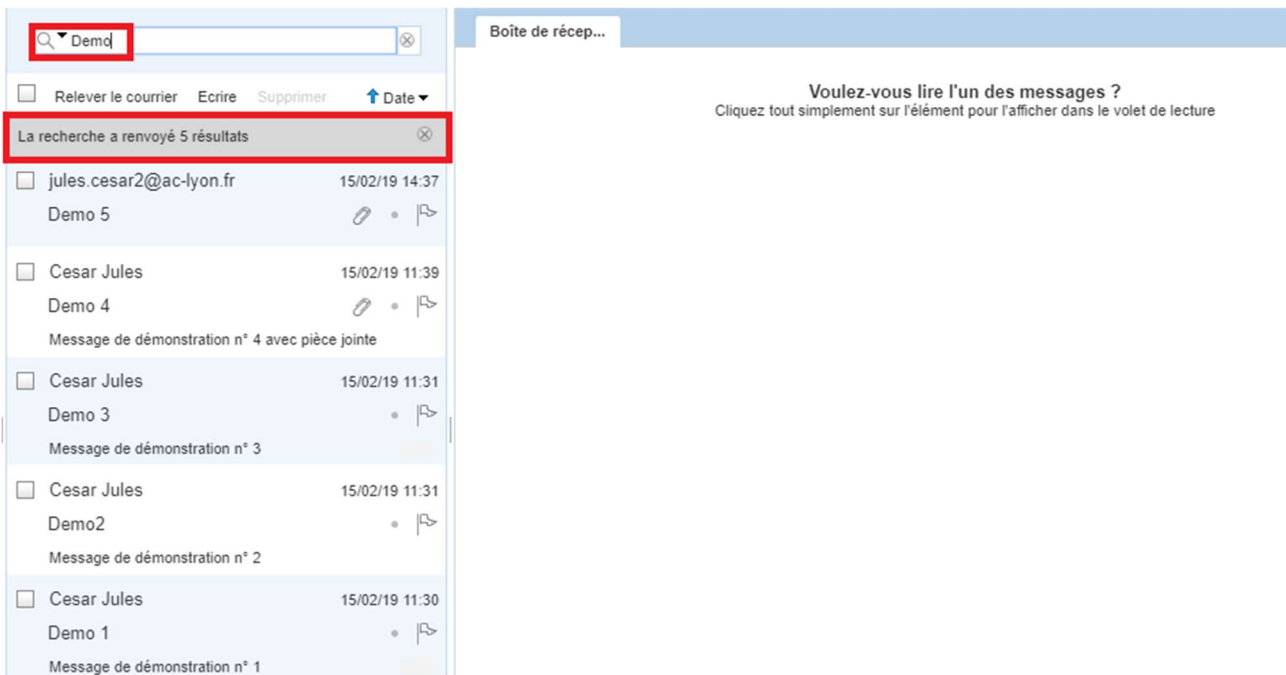 Demo
Relever le courrier Ecrire Supprimer Date
La recherche a renvoyé 5 résultats
jules.cesar2@ac-lyon.fr 15/02/19 14:37
Demo 5
Cesar Jules 15/02/19 11:39
Demo 4
Message de démonstration n° 4 avec pièce jointe
Cesar Jules 15/02/19 11:31
Demo 3
Message de démonstration n° 3
Cesar Jules 15/02/19 11:31
Demo2
Message de démonstration n° 2
Cesar Jules 15/02/19 11:30
Demo 1
Message de démonstration n° 1
Boîte de récep...
Voulez-vous lire l'un des messages ?
Cliquez tout simplement sur l'élément pour l'afficher dans le volet de lecture